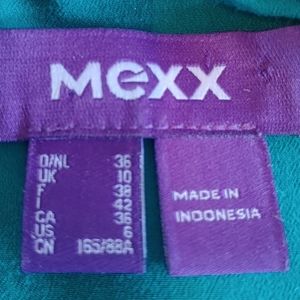 mexx
D/NL 36
UK 10
F 38
I 42
CA 36
US 6
CN 165/88A
MADE IN
INDONESIA